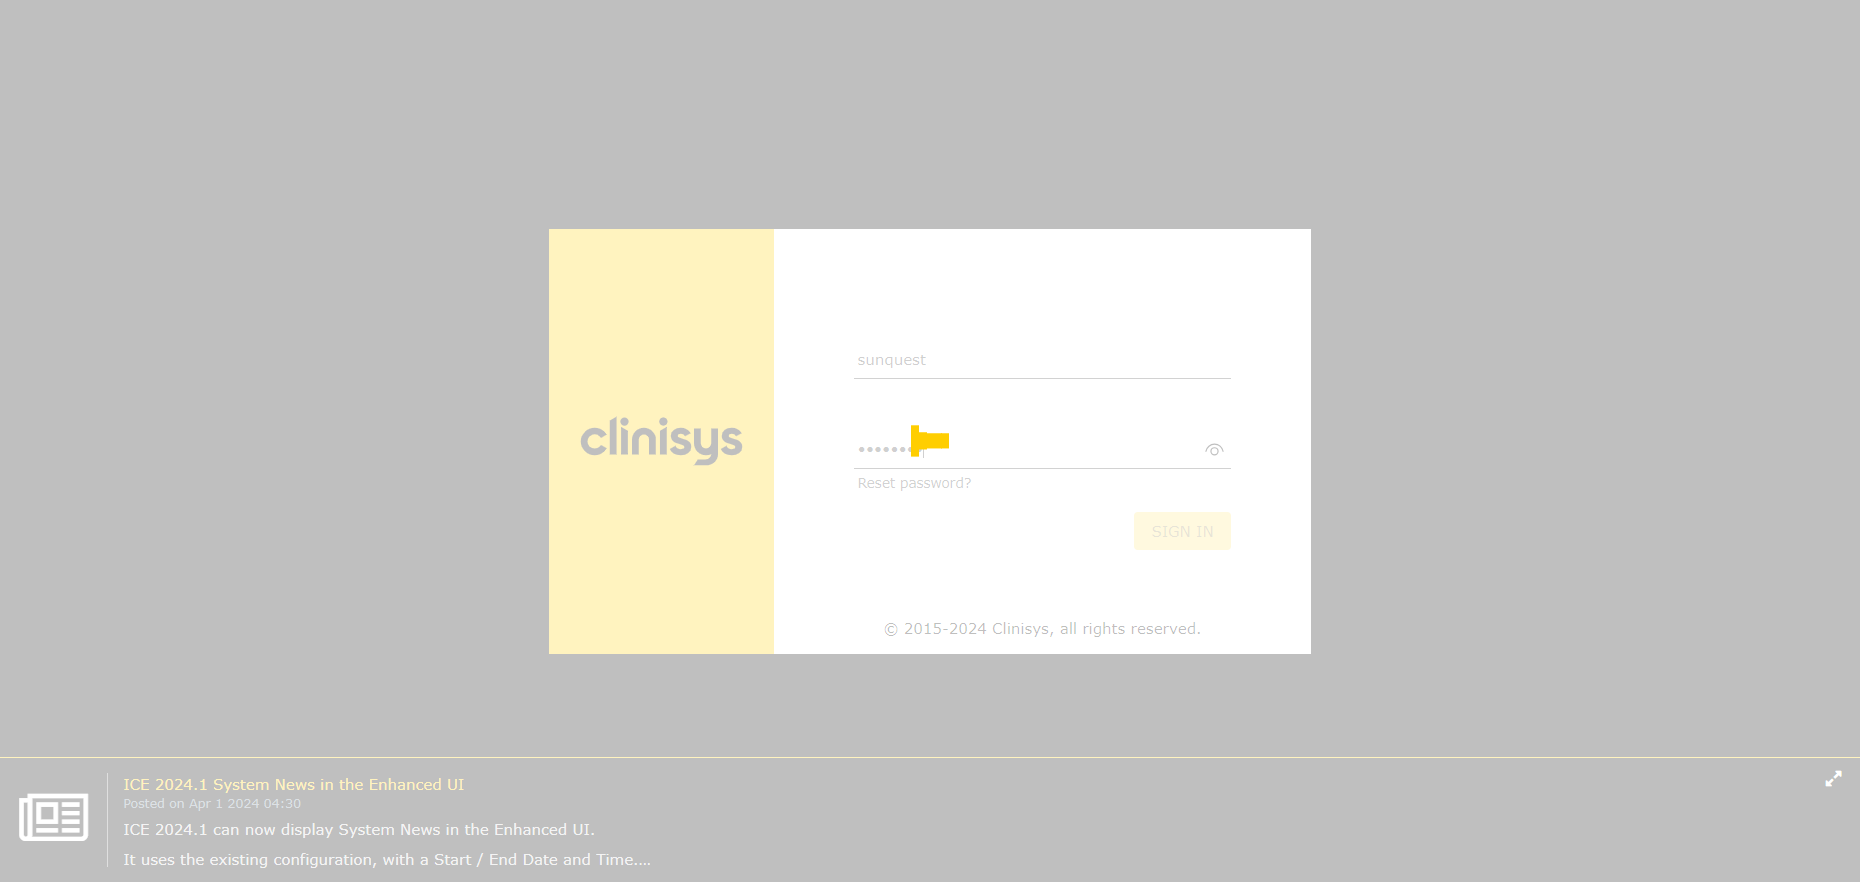 clinisys
sunquest
Reset password?
SIGN IN
© 2015-2024 Clinisys, all rights reserved.
ICE 2024.1 System News in the Enhanced UI
Posted on Apr 1 2024 04:30
ICE 2024.1 can now display System News in the Enhanced UI.
It uses the existing configuration, with a Start / End Date and Time....